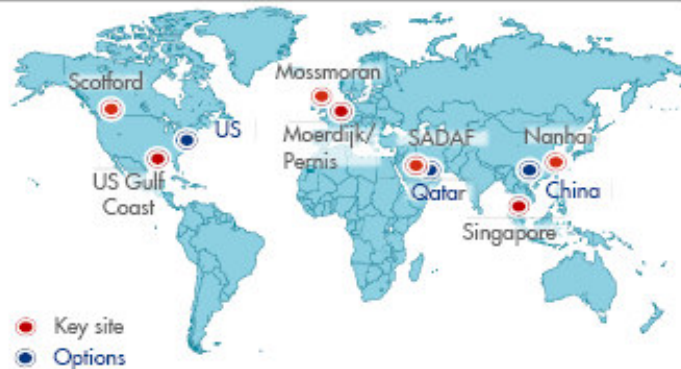 Scotford
Mossmoran
US
Moerdijk/
Pernis
SADAF
Nanhai
US Gulf
Coast
Qatar
China
Singapore
Key site
Options